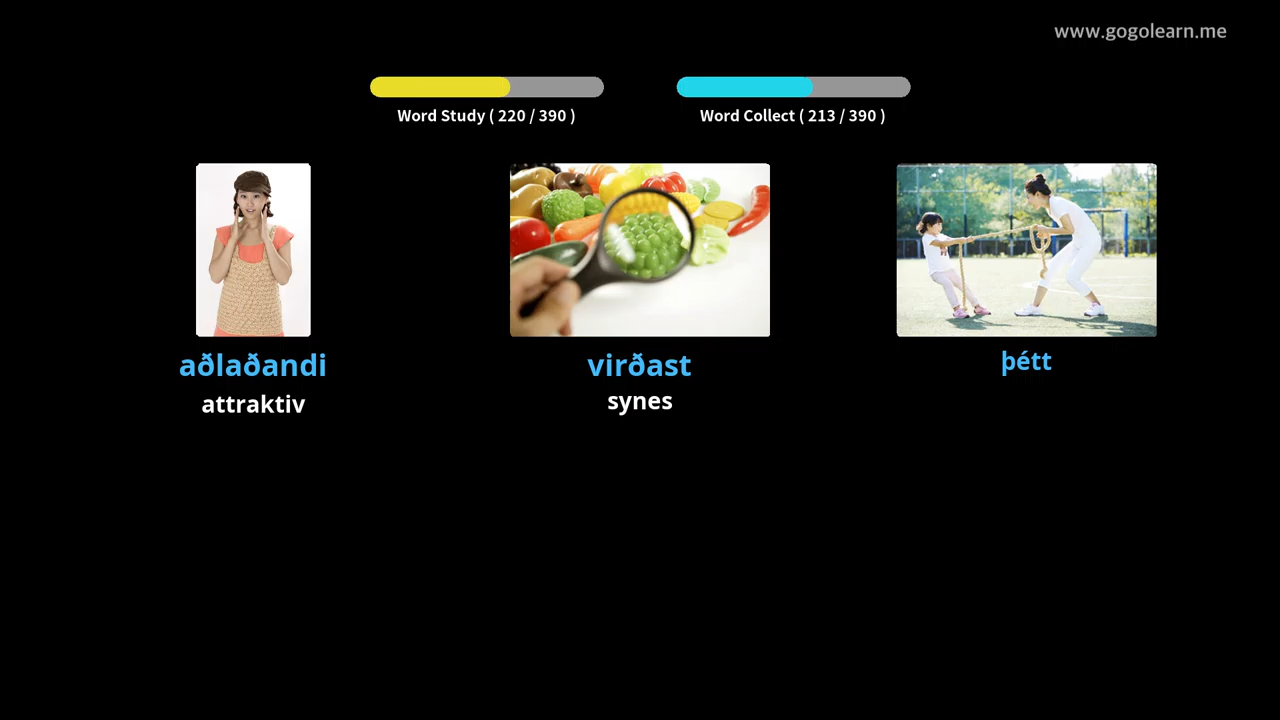 www.gogolearn.me
Word Study ( 220 / 390 )
Word Collect ( 213 / 390 )
aðlaðandi
virðast
þétt
attraktiv
synes